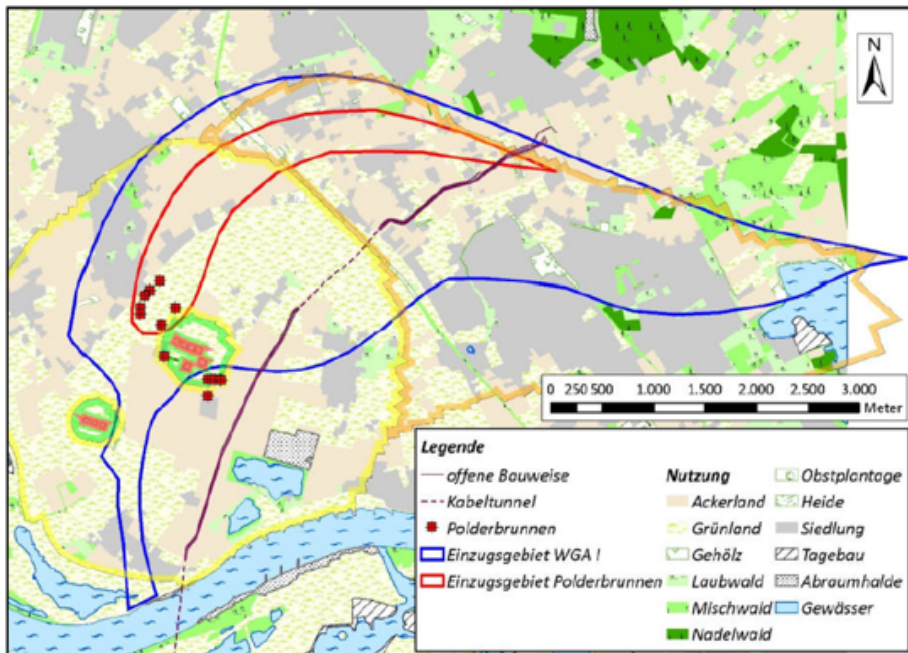 N
0 250 500 1.000 1.500 2.000 2.500 3.000
Meter
Legende
offene Bauweise
Kabeltunnel
Polderbrunnen
Einzugsgebiet WGA I
Einzugsgebiet Polderbrunnen
Nutzung
Ackerland
Grünland
Gehölz
Laubwald
Mischwald
Nadelwald
Obstplantage
Heide
Siedlung
Tagebau
Abraumhalde
Gewässer